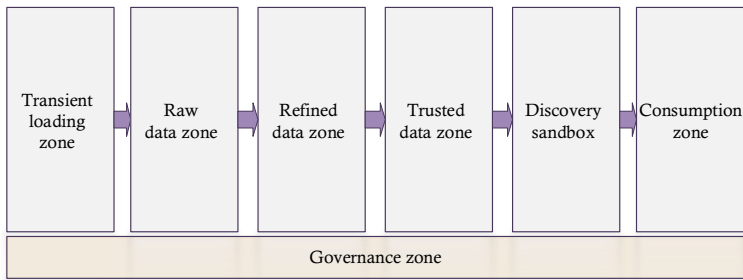 Transient
loading
zone
Raw
data zone
Refined
data zone
Trusted
data zone
Discovery
sandbox
Consumption
zone
Governance zone